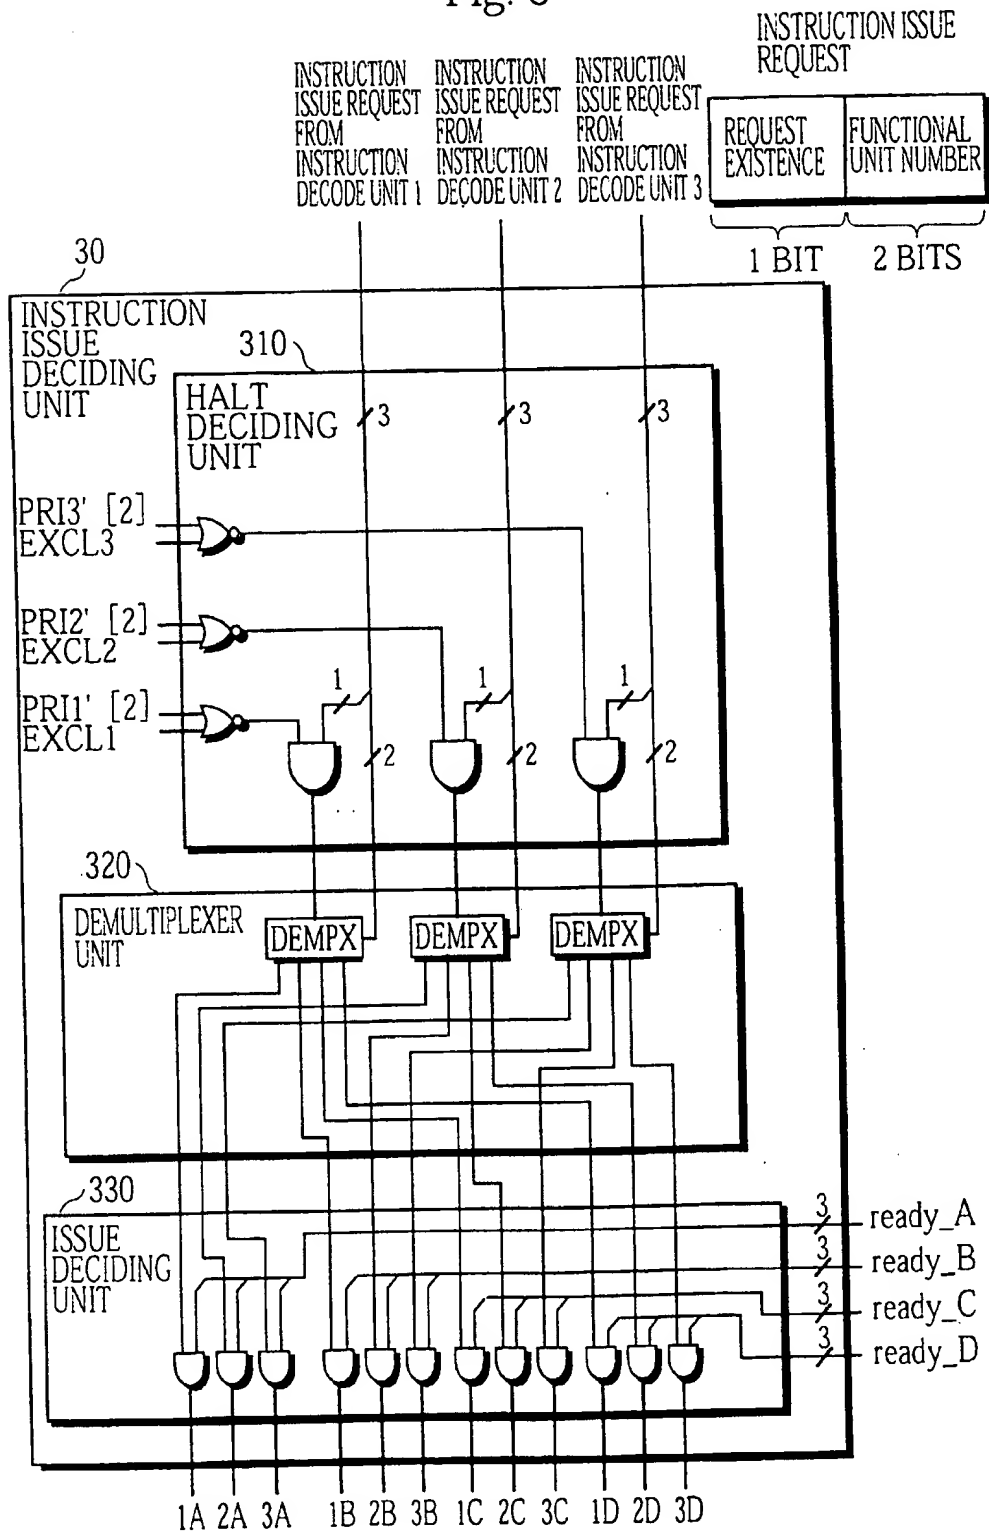 Fig. 6
INSTRUCTION ISSUE
REQUEST
REQUEST
EXISTENCE
FUNCTIONAL
UNIT NUMBER
1 BIT
2 BITS
INSTRUCTION
ISSUE REQUEST
FROM
INSTRUCTION
DECODE UNIT 1
INSTRUCTION
ISSUE REQUEST
FROM
INSTRUCTION
DECODE UNIT 2
INSTRUCTION
ISSUE REQUEST
FROM
INSTRUCTION
DECODE UNIT 3
30
INSTRUCTION
ISSUE
DECIDING
UNIT
310
HALT
DECIDING
UNIT
3
3
3
PRI3' [2]
EXCL3
PRI2' [2]
EXCL2
PRI1' [2]
EXCL1
1
1
1
2
2
2
320
DEMULTIPLEXER
UNIT
DEMPX
DEMPX
DEMPX
330
ISSUE
DECIDING
UNIT
3
ready_A
3
ready_B
3
ready_C
3
ready_D
1A
2A
3A
1B
2B
3B
1C
2C
3C
1D
2D
3D